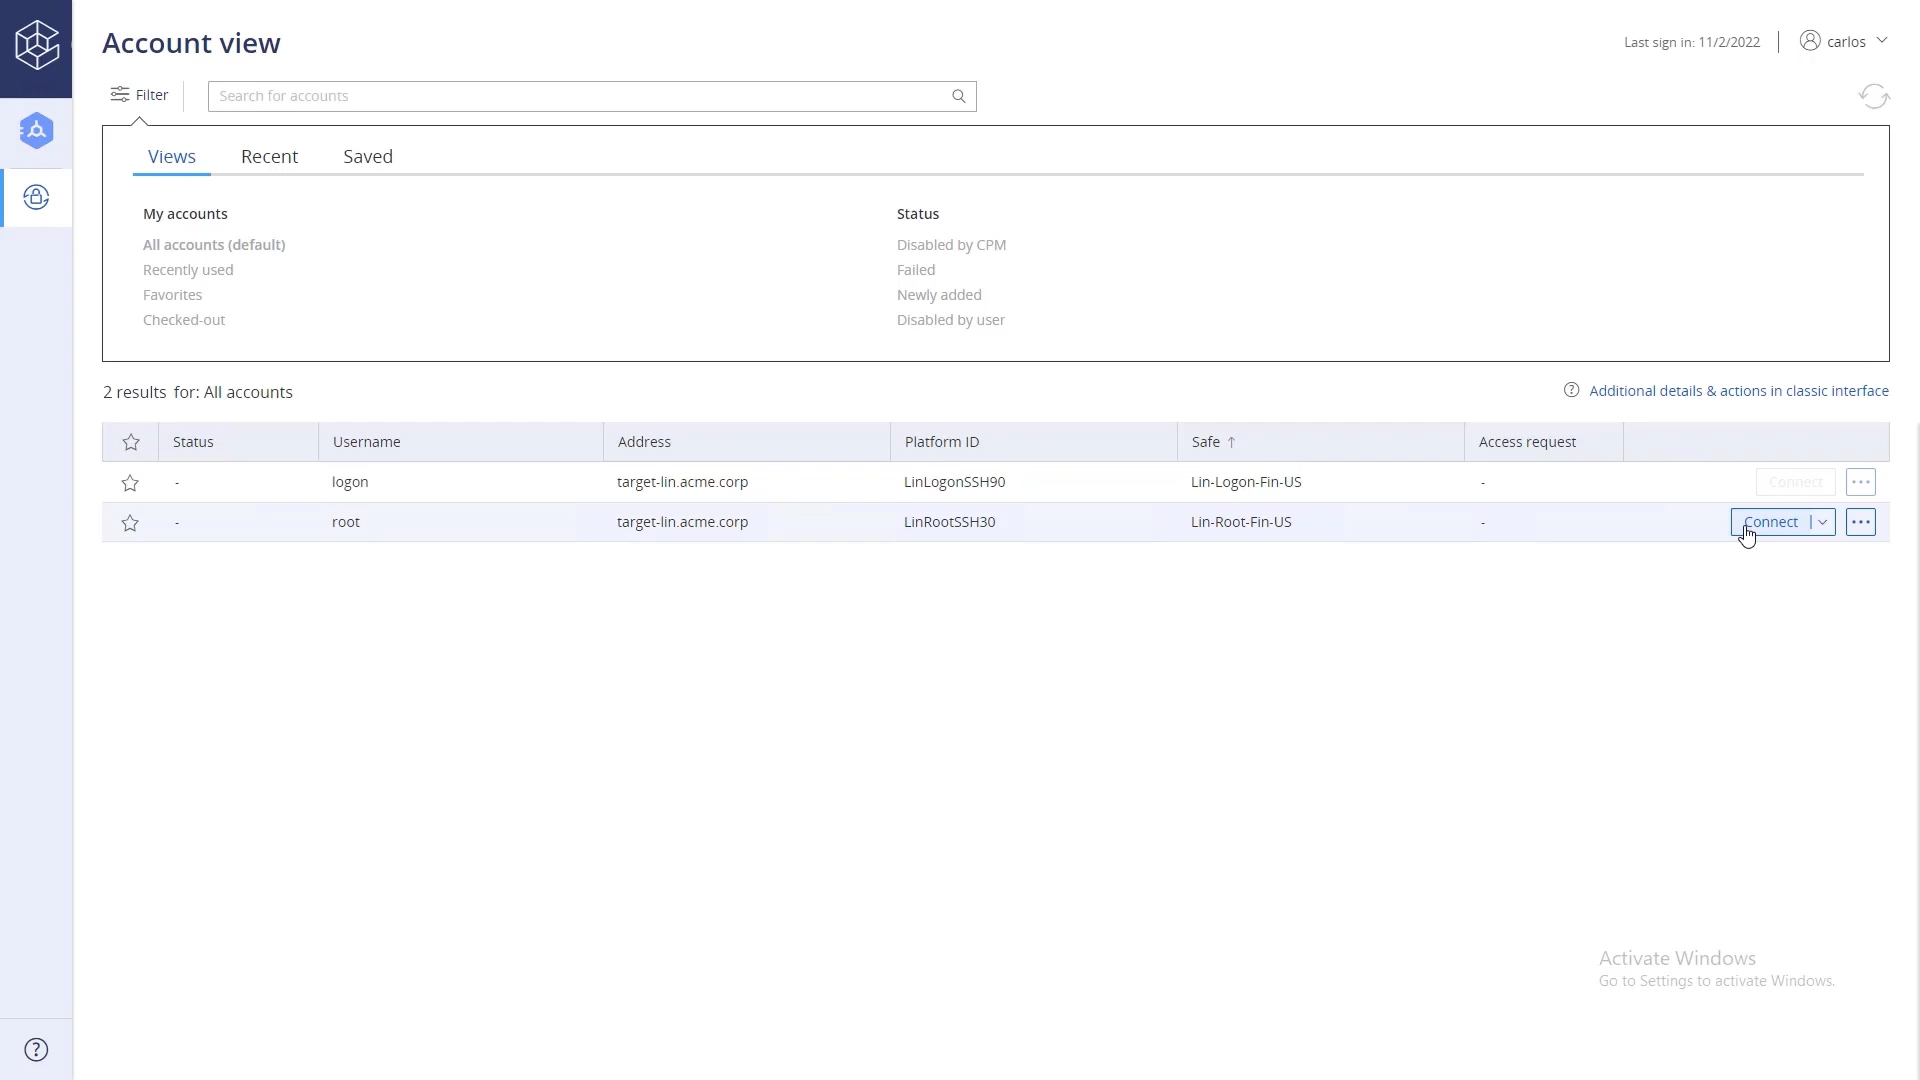 Account view
Last sign in: 11/2/2022
carlos
Filter
Search for accounts
Views Recent Saved
My accounts
All accounts (default)
Recently used
Favorites
Checked-out
Status
Disabled by CPM
Failed
Newly added
Disabled by user
2 results for: All accounts
Additional details & actions in classic interface
Status Username Address Platform ID Safe ↑ Access request
- logon target-lin.acme.corp LinLogonSSH90 Lin-Logon-Fin-US - Connect ...
- root target-lin.acme.corp LinRootSSH30 Lin-Root-Fin-US - Connect ...
Activate Windows
Go to Settings to activate Windows.